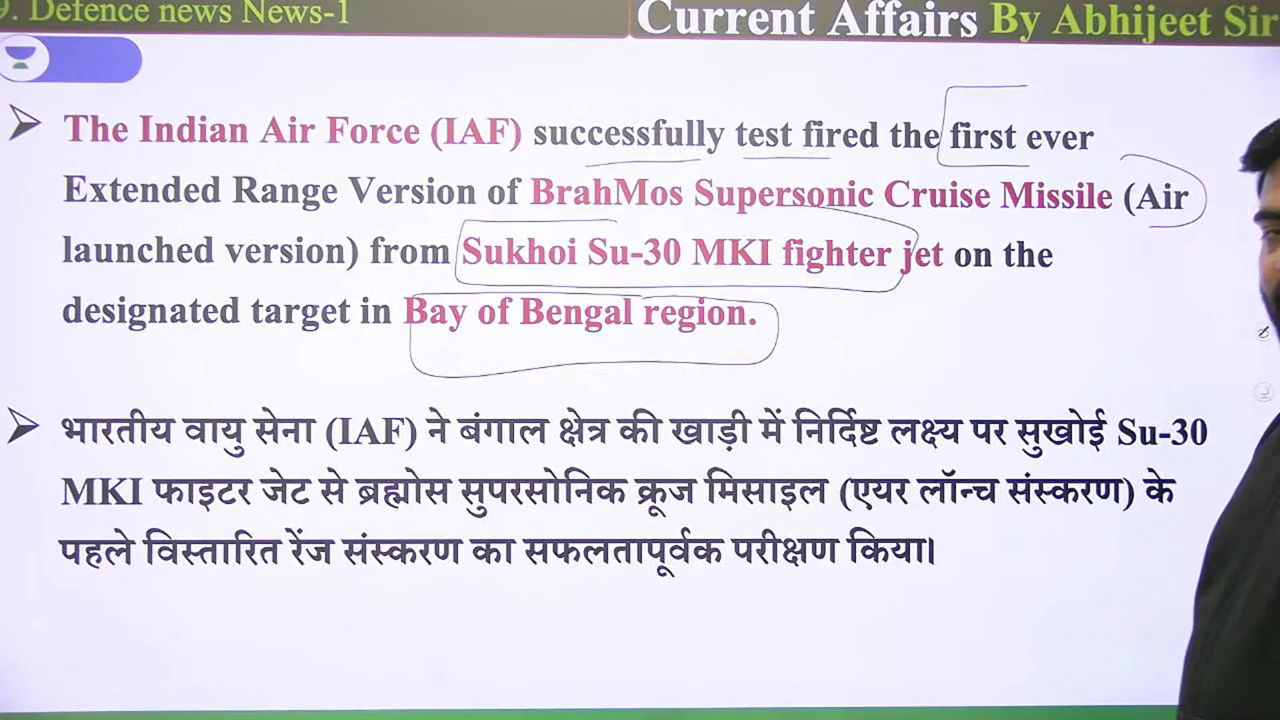 9. Defence news News-1
Current Affairs By Abhijeet Sir
The Indian Air Force (IAF) successfully test fired the first ever
Extended Range Version of BrahMos Supersonic Cruise Missile (Air
launched version) from Sukhoi Su-30 MKI fighter jet on the
designated target in Bay of Bengal region.
भारतीय वायु सेना (IAF) ने बंगाल क्षेत्र की खाड़ी में निर्दिष्ट लक्ष्य पर सुखोई Su-30
MKI फाइटर जेट से ब्रह्मोस सुपरसोनिक क्रूज मिसाइल (एयर लॉन्च संस्करण) के
पहले विस्तारित रेंज संस्करण का सफलतापूर्वक परीक्षण किया।